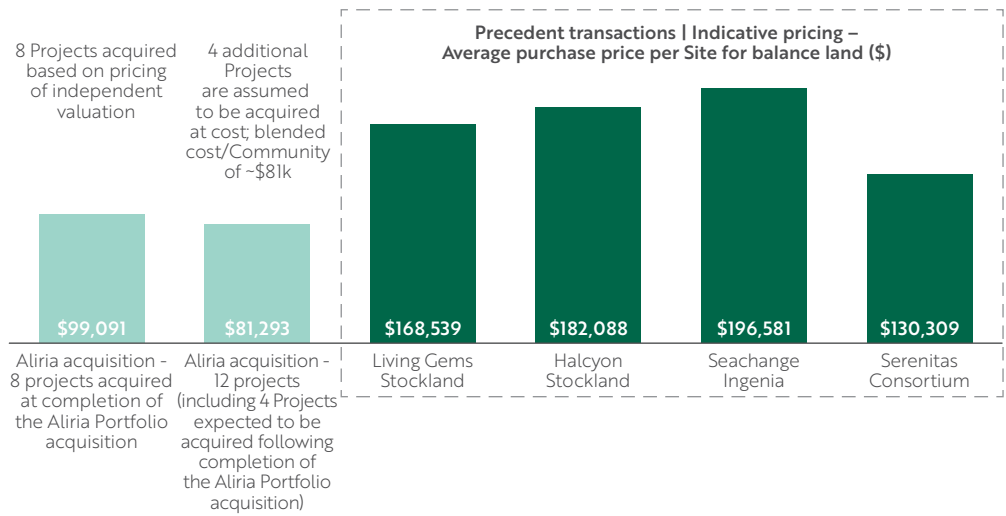 8 Projects acquired
based on pricing
of independent
valuation
4 additional
Projects
are assumed
to be acquired
at cost; blended
cost/Community
of ~$81k
Precedent transactions | Indicative pricing –
Average purchase price per Site for balance land ($)
$99,091
$81,293
$168,539
$182,088
$196,581
$130,309
Aliria acquisition -
8 projects acquired
at completion of
the Aliria Portfolio
acquisition
Aliria acquisition -
12 projects
(including 4 Projects
expected to be
acquired following
completion of
the Aliria Portfolio
acquisition)
Living Gems
Stockland
Halcyon
Stockland
Seachange
Ingenia
Serenitas
Consortium